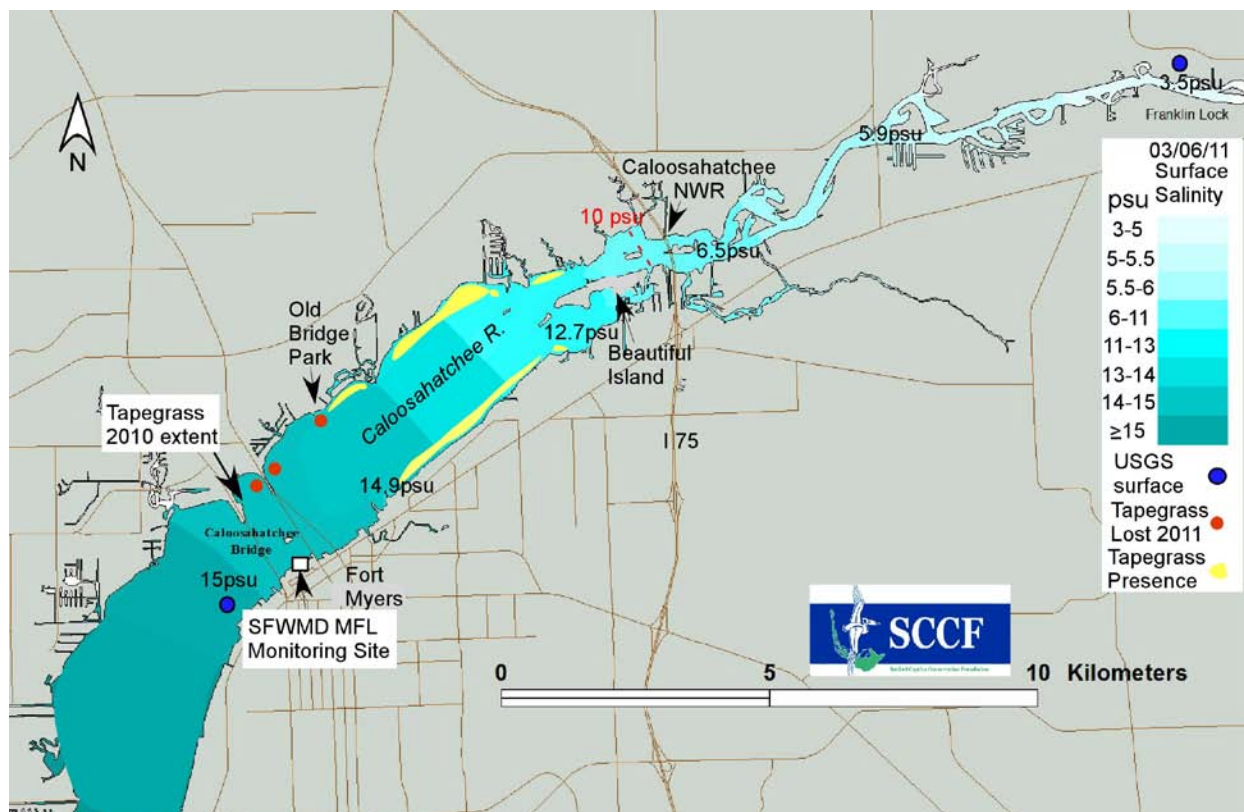 3.5psu
Franklin Lock
5.9psu
Caloosahatchee
NWR
10 psu
6.5psu
N
Old
Bridge
Park
Caloosahatchee R.
12.7psu
Beautiful
Island
Tapegrass
2010 extent
I 75
14.9psu
Caloosahatchee
Bridge
15psu
Fort
Myers
SFWMD MFL
Monitoring Site
03/06/11
Surface
Salinity
psu
3-5
5-5.5
5.5-6
6-11
11-13
13-14
14-15
≥15
USGS
surface
Tapegrass
Lost 2011
Tapegrass
Presence
SCCF
0
5
10 Kilometers